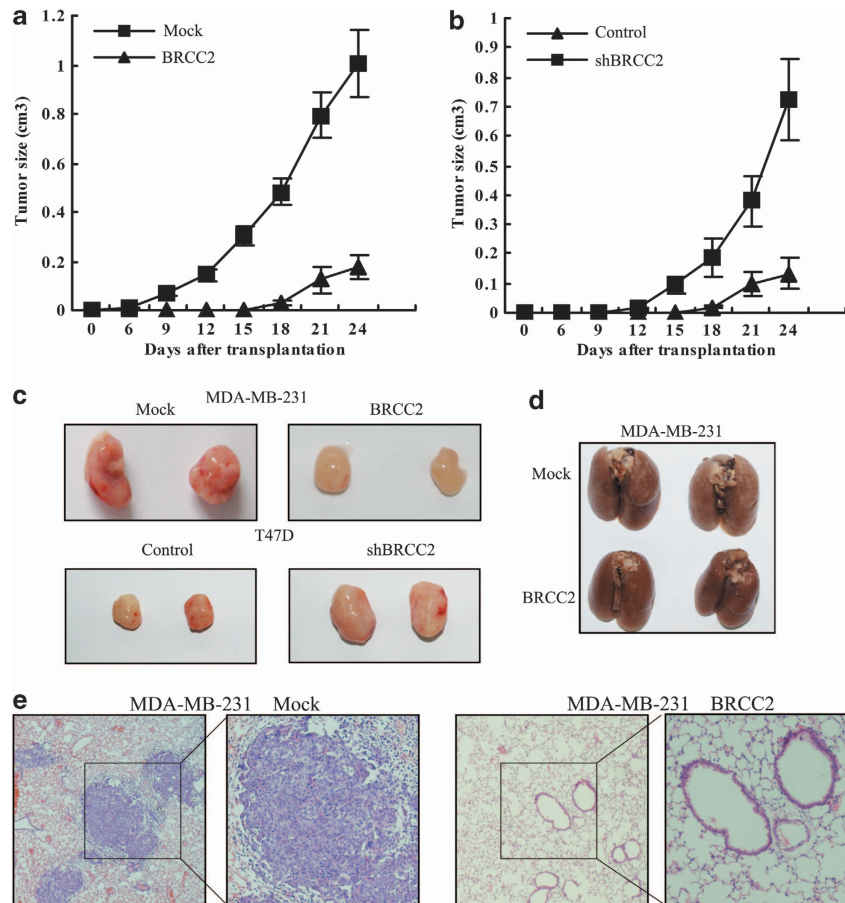 a
1.2
1
0.8
0.6
0.4
0.2
0
Tumor size (cm3)
Mock
BRCC2
0 6 9 12 15 18 21 24
Days after transplantation
b
1
0.9
0.8
0.7
0.6
0.5
0.4
0.3
0.2
0.1
0
Tumor size (cm3)
Control
shBRCC2
0 6 9 12 15 18 21 24
Days after transplantation
c
MDA-MB-231
Mock BRCC2
T47D
Control shBRCC2
d
MDA-MB-231
Mock
BRCC2
e
MDA-MB-231 Mock
MDA-MB-231 BRCC2